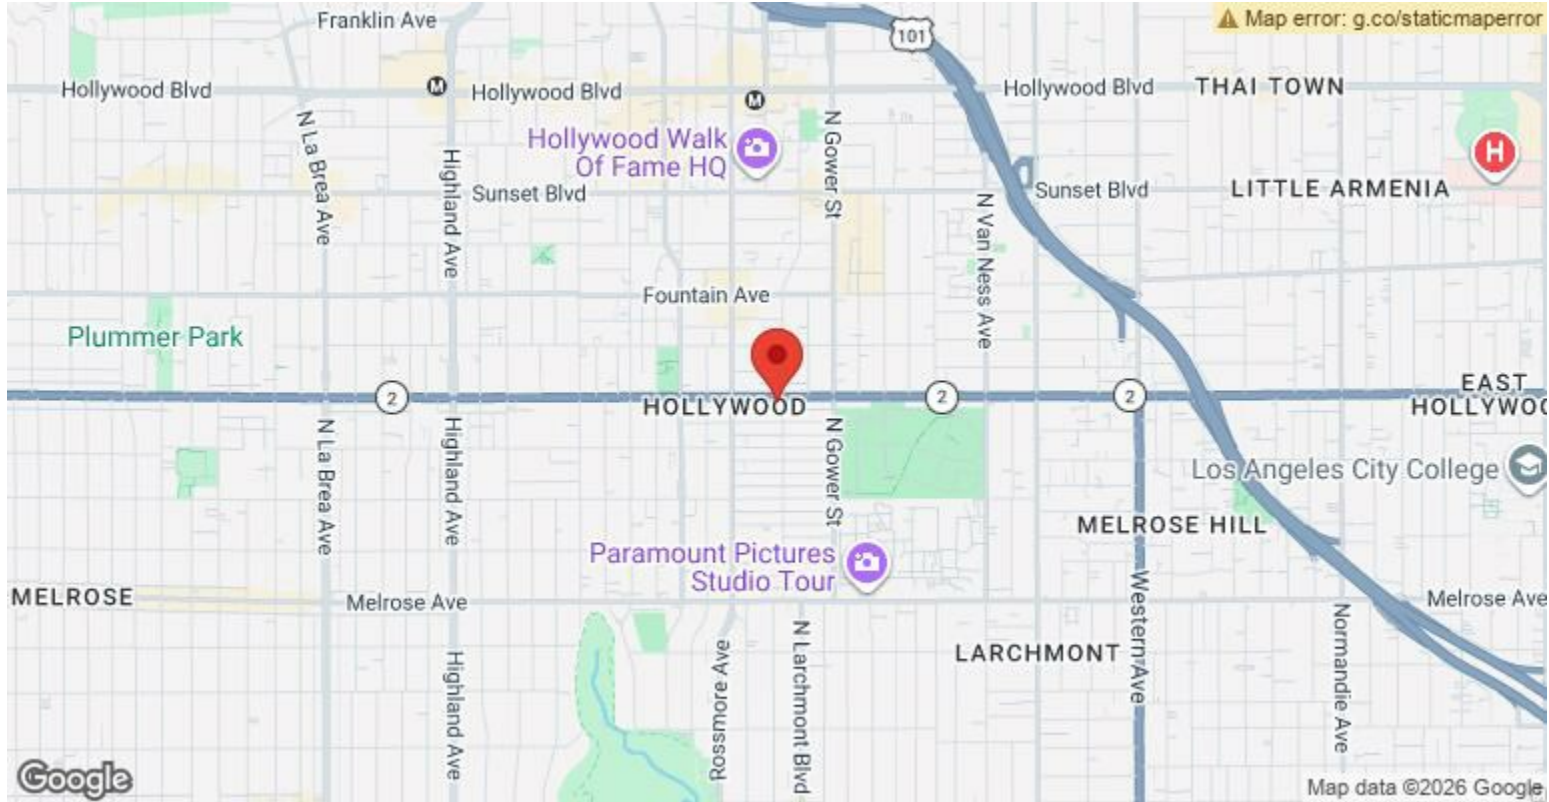 Franklin Ave
101
Map error: g.co/staticmaperror
Hollywood Blvd
M
Hollywood Blvd
M
Hollywood Blvd
THAI TOWN
N La Brea Ave
Highland Ave
Hollywood Walk
Of Fame HQ
N Gower St
H
Sunset Blvd
Sunset Blvd
LITTLE ARMENIA
N Van Ness Ave
Fountain Ave
Plummer Park
2
HOLLYWOOD
2
2
EAST
HOLLYWOO
N La Brea Ave
Highland Ave
N Gower St
Los Angeles City College
MELROSE HILL
Paramount Pictures
Studio Tour
MELROSE
Melrose Ave
Melrose Ave
Western Ave
Normandie Ave
LARCHMONT
Highland Ave
Rossmore Ave
N Larchmont Blvd
Google
Map data ©2026 Google